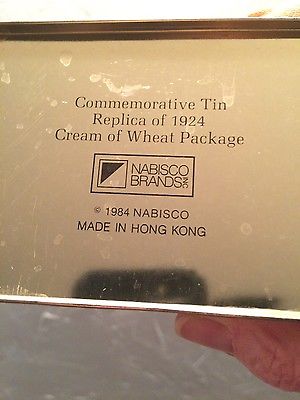 Commemorative Tin
Replica of 1924
Cream of Wheat Package
NABISCO
BRANDS INC
© 1984 NABISCO
MADE IN HONG KONG